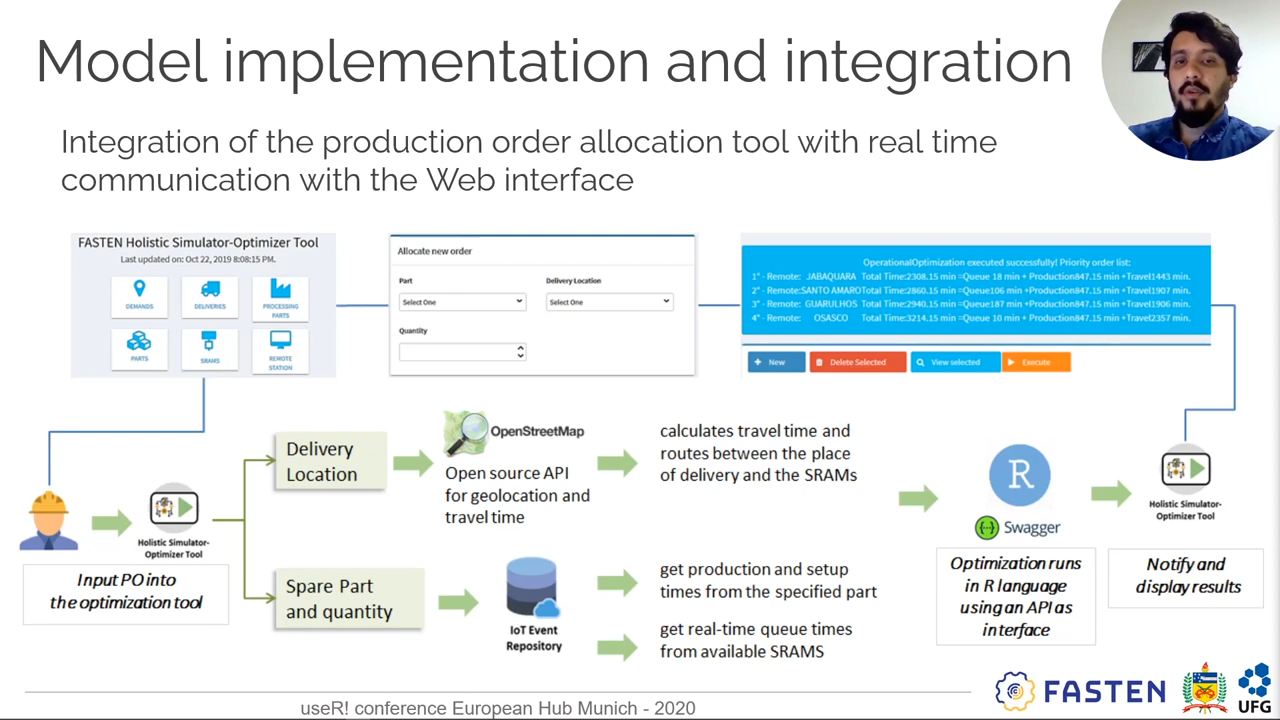 Model implementation and integration
Integration of the production order allocation tool with real time
communication with the Web interface
FASTEN Holistic Simulator-Optimizer Tool
Last updated on: Oct 22, 2019 8:08:15 PM.
DEMANDS
DELIVERIES
PROCESSING
PARTS
PARTS
SRAMS
REMOTE
STATION
Allocate new order
Part
Delivery Location
Select One
Select One
Quantity
OperationalOptimization executed successfully! Priority order list:
1° - Remote: JABAQUARA Total Time:2308.15 min =Queue 18 min + Production847.15 min +Travel1443 min.
2° - Remote:SANTO AMAROTotal Time:2860.15 min =Queue106 min + Production847.15 min +Travel1907 min.
3° - Remote: GUARULHOS Total Time:2940.15 min =Queue187 min + Production847.15 min +Travel1906 min.
4° - Remote: OSASCO Total Time:3214.15 min =Queue 10 min + Production847.15 min +Travel2357 min.
New
Delete Selected
View selected
Execute
Holistic Simulator-
Optimizer Tool
Input PO into
the optimization tool
Delivery
Location
OpenStreetMap
Open source API
for geolocation and
travel time
calculates travel time and
routes between the place
of delivery and the SRAMs
Spare Part
and quantity
IoT Event
Repository
get production and setup
times from the specified part
get real-time queue times
from available SRAMS
R
Swagger
Optimization runs
in R language
using an API as
interface
Holistic Simulator-
Optimizer Tool
Notify and
display results
useR! conference European Hub Munich - 2020
FASTEN
UFG